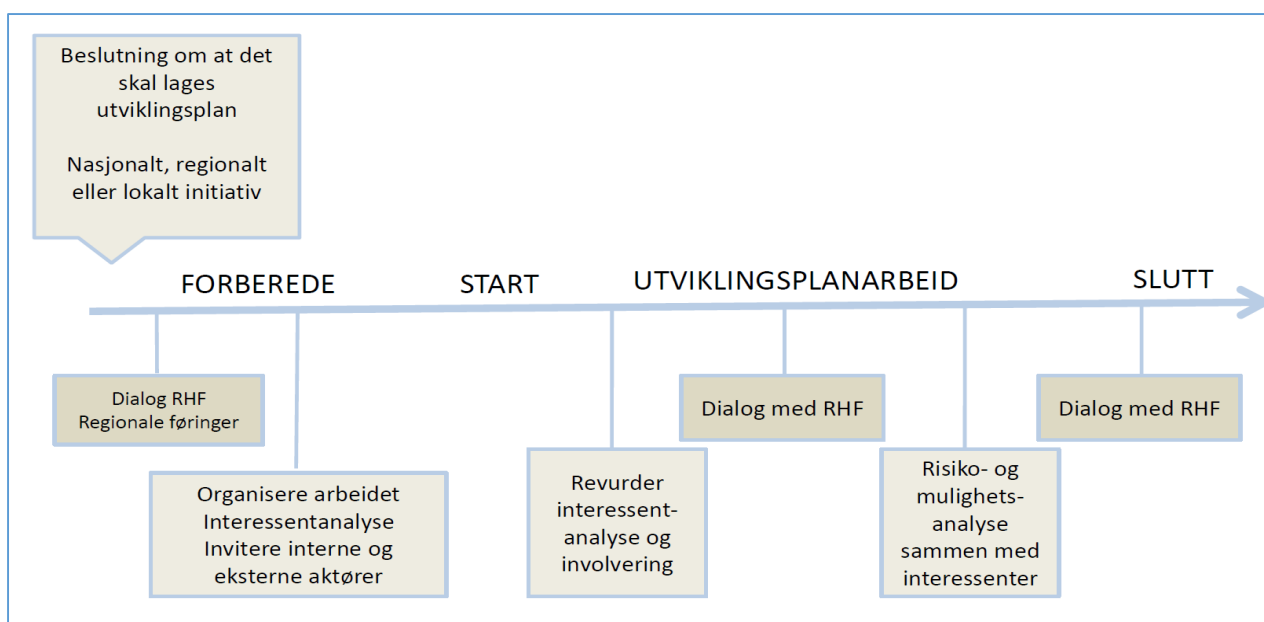 Beslutning om at det
skal lages
utviklingsplan
Nasjonalt, regionalt
eller lokalt initiativ
FORBEREDE
START
UTVIKLINGSPLANARBEID
SLUTT
Dialog RHF
Regionale føringer
Organisere arbeidet
Interessentanalyse
Invitere interne og
eksterne aktører
Revurder
interessent-
analyse og
involvering
Dialog med RHF
Risiko- og
mulighets-
analyse
sammen med
interessenter
Dialog med RHF